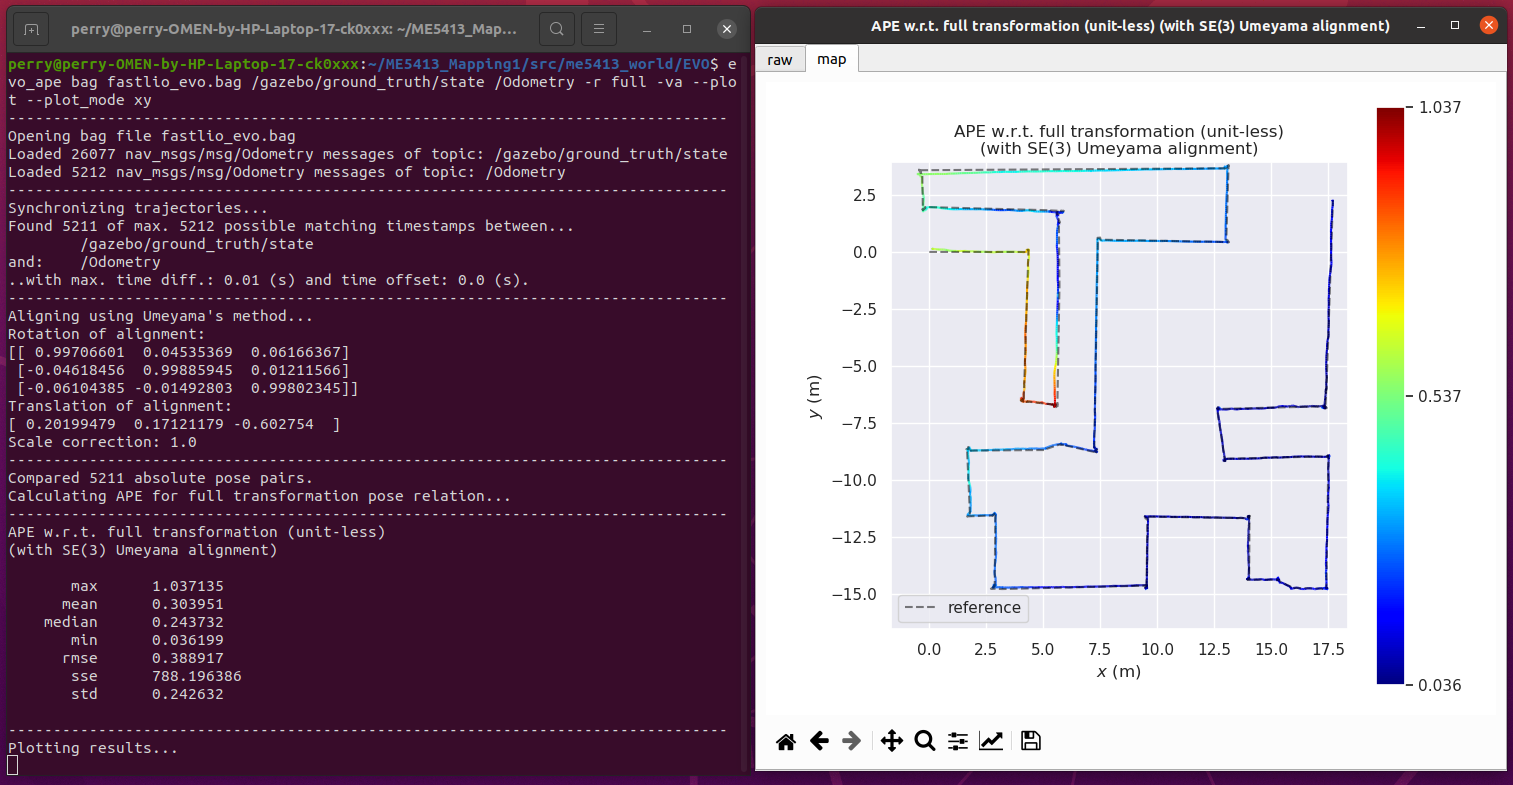 perry@perry-OMEN-by-HP-Laptop-17-ck0xxx: ~/ME5413_Map...
perry@perry-OMEN-by-HP-Laptop-17-ck0xxx:~/ME5413_Mapping1/src/me5413_world/EVO$ e
vo_ape bag fastlio_evo.bag /gazebo/ground_truth/state /Odometry -r full -va --plo
t --plot_mode xy
--------------------------------------------------------------------------------
Opening bag file fastlio_evo.bag
Loaded 26077 nav_msgs/msg/Odometry messages of topic: /gazebo/ground_truth/state
Loaded 5212 nav_msgs/msg/Odometry messages of topic: /Odometry
--------------------------------------------------------------------------------
Synchronizing trajectories...
Found 5211 of max. 5212 possible matching timestamps between...
/gazebo/ground_truth/state
and: /Odometry
..with max. time diff.: 0.01 (s) and time offset: 0.0 (s).
--------------------------------------------------------------------------------
Aligning using Umeyama's method...
Rotation of alignment:
[[ 0.99706601 0.04535369 0.06166367]
[-0.04618456 0.99885945 0.01211566]
[-0.06104385 -0.01492803 0.99802345]]
Translation of alignment:
[ 0.20199479 0.17121179 -0.602754 ]
Scale correction: 1.0
--------------------------------------------------------------------------------
Compared 5211 absolute pose pairs.
Calculating APE for full transformation pose relation...
--------------------------------------------------------------------------------
APE w.r.t. full transformation (unit-less)
(with SE(3) Umeyama alignment)
max 1.037135
mean 0.303951
median 0.243732
min 0.036199
rmse 0.388917
sse 788.196386
std 0.242632
--------------------------------------------------------------------------------
Plotting results...
APE w.r.t. full transformation (unit-less) (with SE(3) Umeyama alignment)
raw map
APE w.r.t. full transformation (unit-less)
(with SE(3) Umeyama alignment)
2.5
0.0
−2.5
−5.0
−7.5
−10.0
−12.5
−15.0
y (m)
reference
0.0 2.5 5.0 7.5 10.0 12.5 15.0 17.5
x (m)
1.037
0.537
0.036